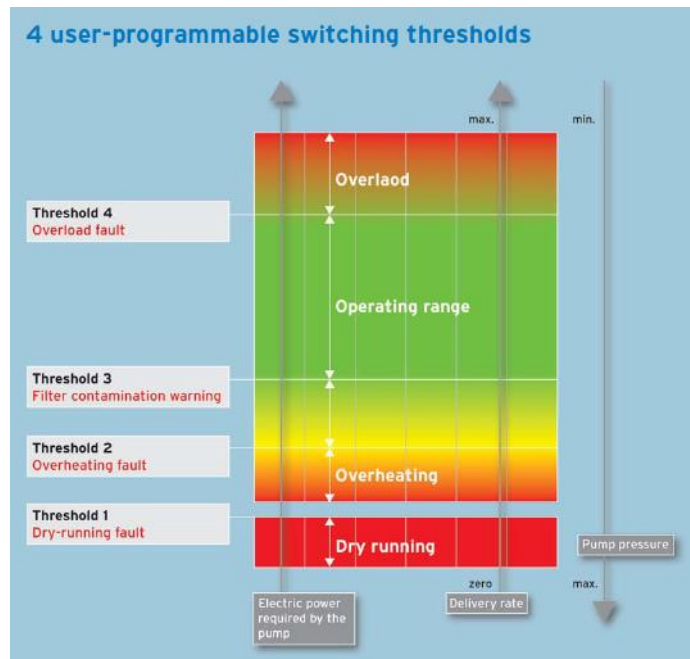 4 user-programmable switching thresholds
max.
min.
Overlaod
Threshold 4
Overload fault
Operating range
Threshold 3
Filter contamination warning
Threshold 2
Overheating fault
Overheating
Threshold 1
Dry-running fault
Dry running
Pump pressure
zero
max.
Electric power
required by the
pump
Delivery rate